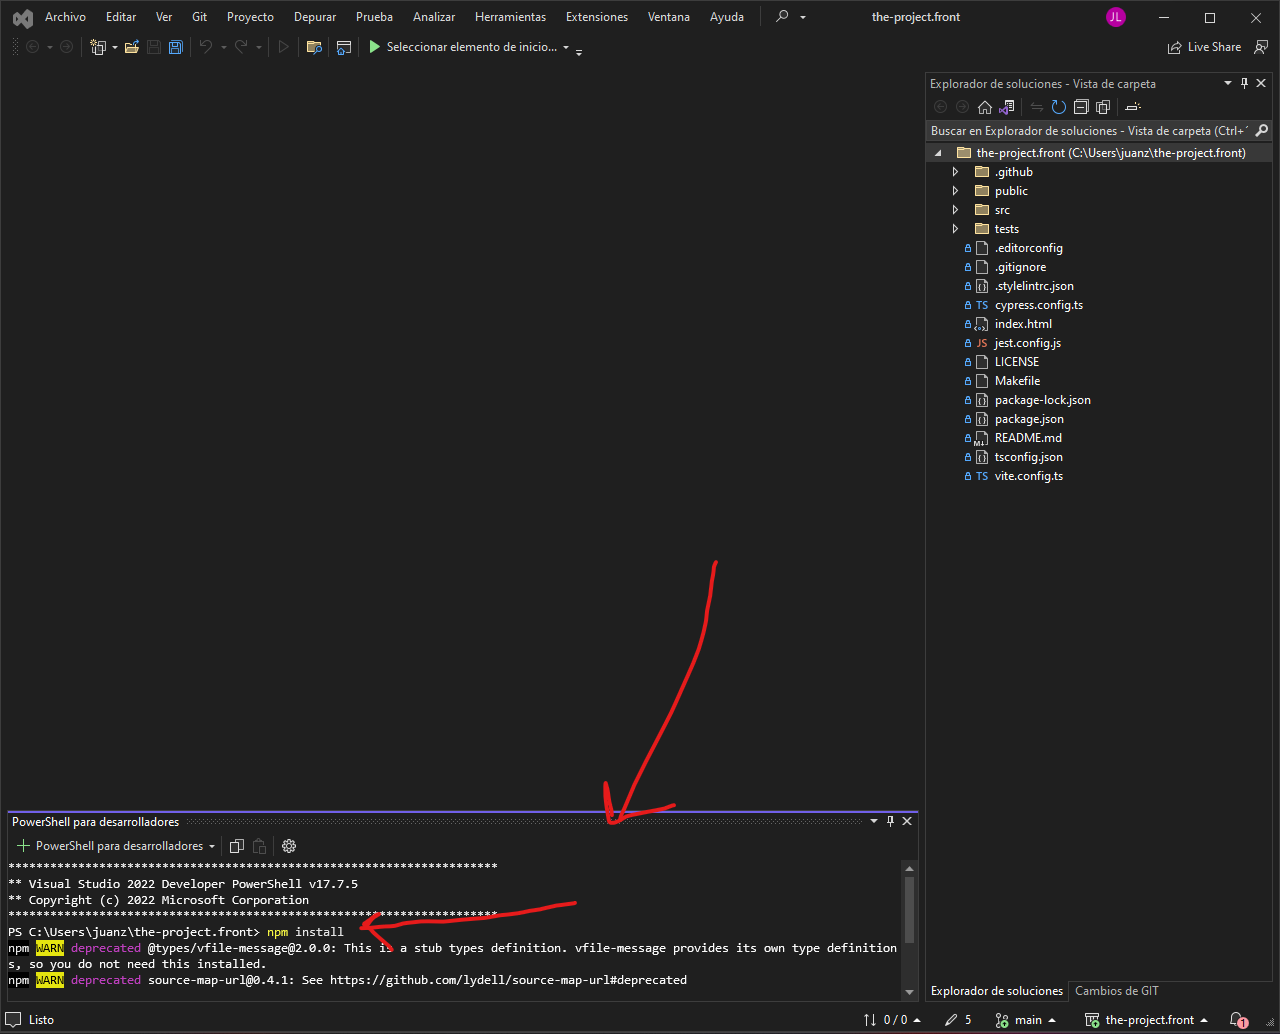 Archivo Editar Ver Git Proyecto Depurar Prueba Analizar Herramientas Extensiones Ventana Ayuda the-project.front JL
Seleccionar elemento de inicio... Live Share
Explorador de soluciones - Vista de carpeta
Buscar en Explorador de soluciones - Vista de carpeta (Ctrl+
the-project.front (C:\Users\juanz\the-project.front)
.github
public
src
tests
.editorconfig
.gitignore
.stylelintrc.json
TS cypress.config.ts
index.html
JS jest.config.js
LICENSE
Makefile
package-lock.json
package.json
README.md
tsconfig.json
TS vite.config.ts
PowerShell para desarrolladores
PowerShell para desarrolladores
**********************************************************************
** Visual Studio 2022 Developer PowerShell v17.7.5
** Copyright (c) 2022 Microsoft Corporation
**********************************************************************
PS C:\Users\juanz\the-project.front> npm install
npm WARN deprecated @types/vfile-message@2.0.0: This is a stub types definition. vfile-message provides its own type definition
s, so you do not need this installed.
npm WARN deprecated source-map-url@0.4.1: See https://github.com/lydell/source-map-url#deprecated
Explorador de soluciones Cambios de GIT
Listo 0 / 0 5 main the-project.front 1